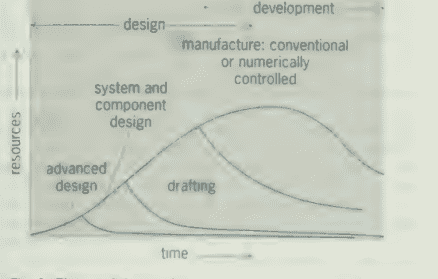 development
design
manufacture: conventional
or numerically
controlled
system and
component
design
resources
advanced
design
drafting
time